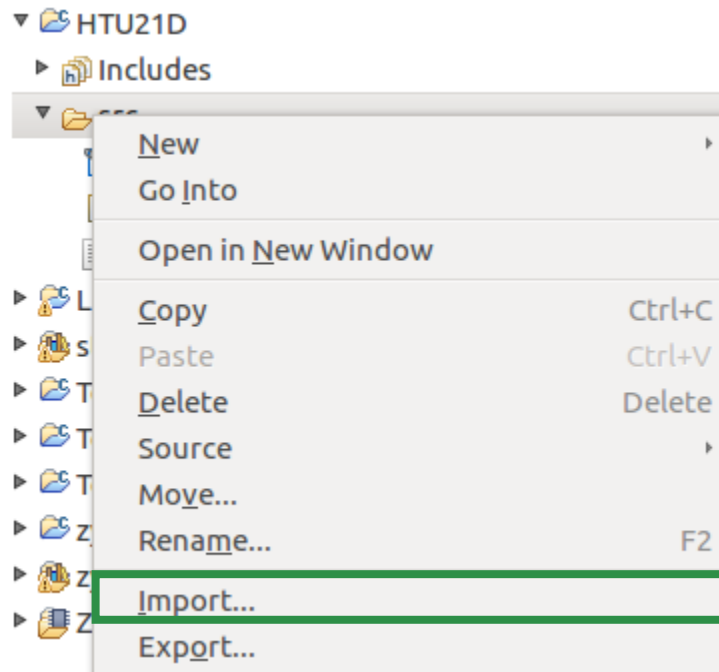 HTU21D
Includes
New
Go Into
Open in New Window
L
Copy Ctrl+C
s
Paste Ctrl+V
T
Delete Delete
T
Source
T
Move...
z
Rename... F2
z
Import...
Z
Export...